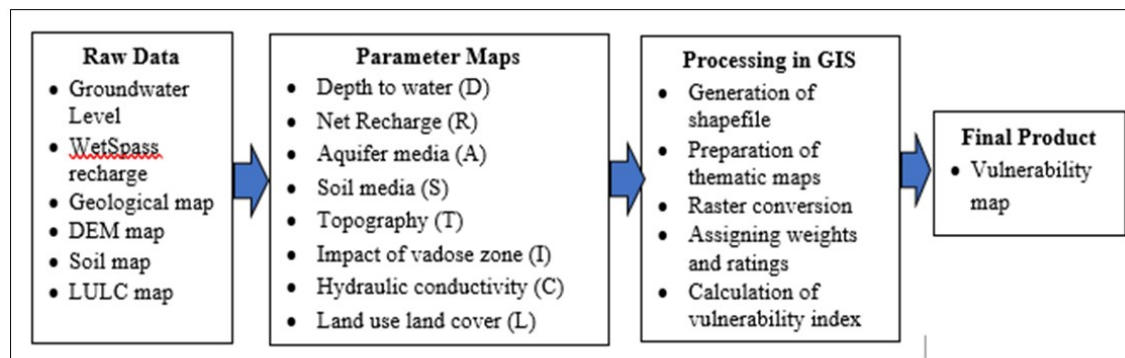 Raw Data
• Groundwater
Level
• WetSpass
recharge
• Geological map
• DEM map
• Soil map
• LULC map
Parameter Maps
• Depth to water (D)
• Net Recharge (R)
• Aquifer media (A)
• Soil media (S)
• Topography (T)
• Impact of vadose zone (I)
• Hydraulic conductivity (C)
• Land use land cover (L)
Processing in GIS
• Generation of
shapefile
• Preparation of
thematic maps
• Raster conversion
• Assigning weights
and ratings
• Calculation of
vulnerability index
Final Product
• Vulnerability
map